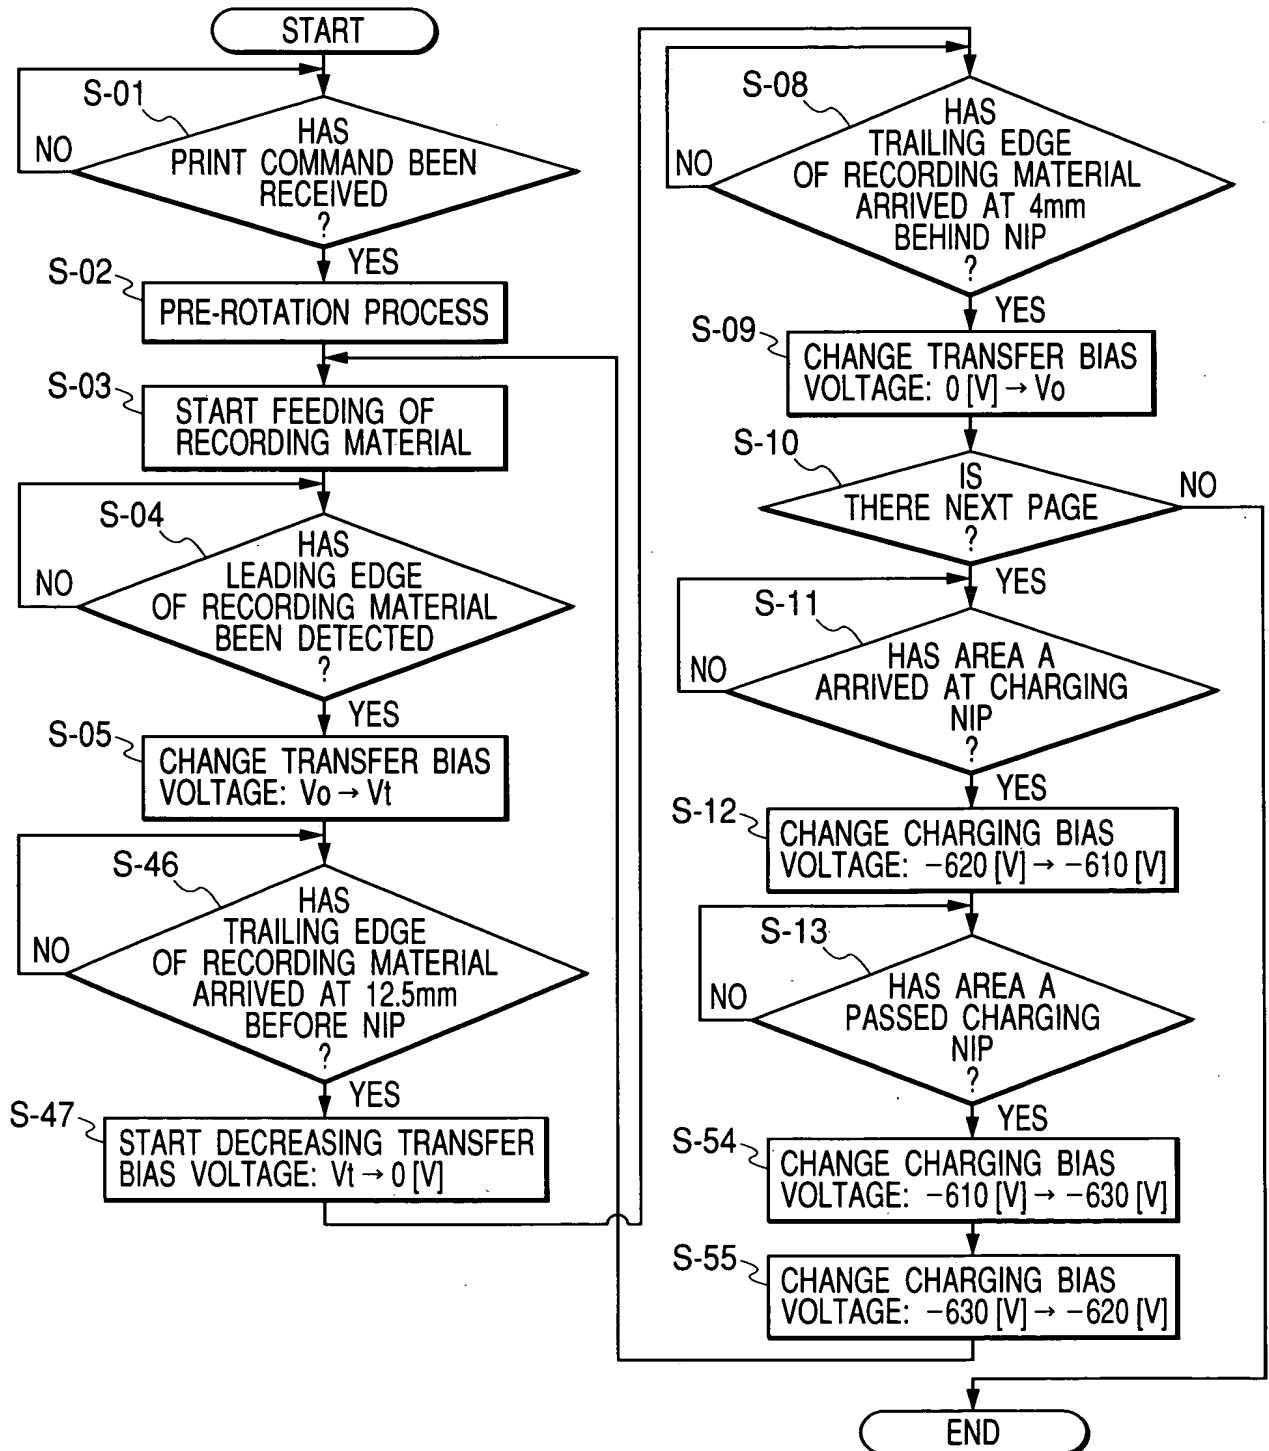 START
S-01
HAS
PRINT COMMAND BEEN
RECEIVED
?
NO
YES
S-02
PRE-ROTATION PROCESS
S-03
START FEEDING OF
RECORDING MATERIAL
S-04
HAS
LEADING EDGE
OF RECORDING MATERIAL
BEEN DETECTED
?
NO
YES
S-05
CHANGE TRANSFER BIAS
VOLTAGE: Vo → Vt
S-46
HAS
TRAILING EDGE
OF RECORDING MATERIAL
ARRIVED AT 12.5mm
BEFORE NIP
?
NO
YES
S-47
START DECREASING TRANSFER
BIAS VOLTAGE: Vt → 0 [V]
S-08
HAS
TRAILING EDGE
OF RECORDING MATERIAL
ARRIVED AT 4mm
BEHIND NIP
?
NO
YES
S-09
CHANGE TRANSFER BIAS
VOLTAGE: 0 [V] → Vo
S-10
IS
THERE NEXT PAGE
?
NO
YES
S-11
HAS AREA A
ARRIVED AT CHARGING
NIP
?
NO
YES
S-12
CHANGE CHARGING BIAS
VOLTAGE: −620 [V] → −610 [V]
S-13
HAS AREA A
PASSED CHARGING
NIP
?
NO
YES
S-54
CHANGE CHARGING BIAS
VOLTAGE: −610 [V] → −630 [V]
S-55
CHANGE CHARGING BIAS
VOLTAGE: −630 [V] → −620 [V]
END